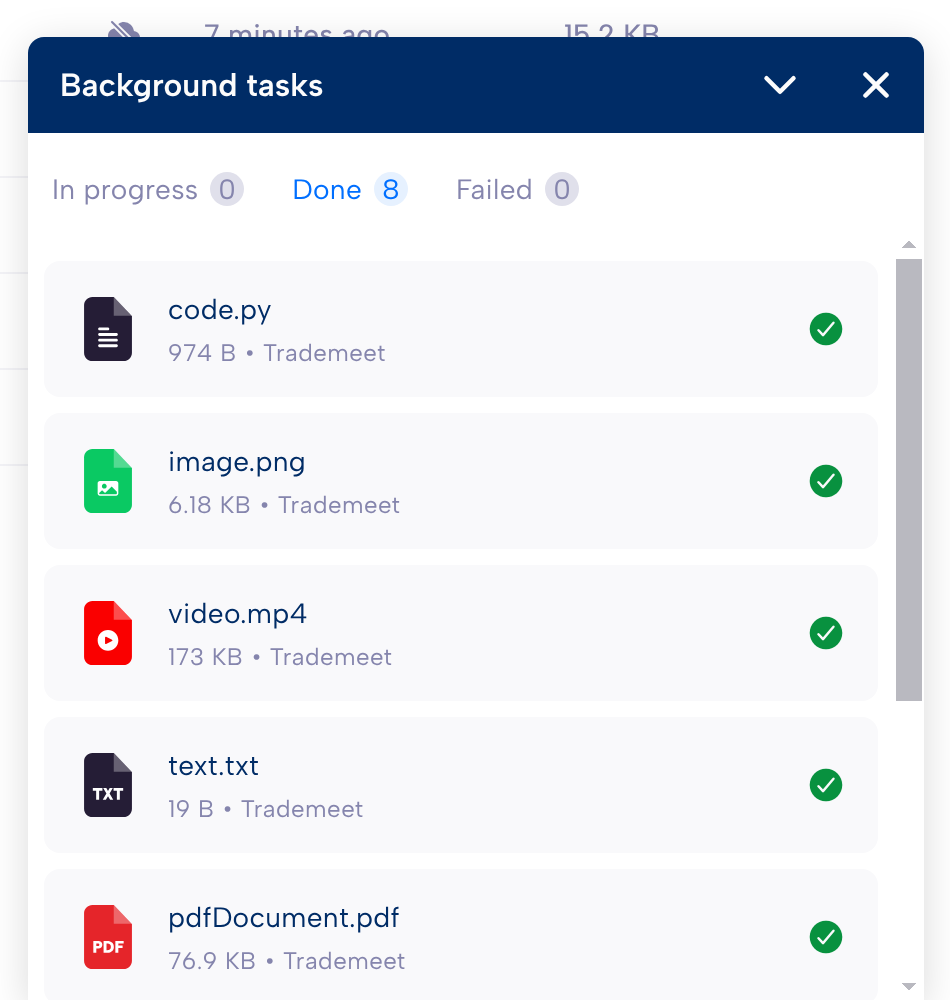 7 minutes ago 15.2 KB
Background tasks
In progress 0 Done 8 Failed 0
code.py
974 B • Trademeet
image.png
6.18 KB • Trademeet
video.mp4
173 KB • Trademeet
TXT
text.txt
19 B • Trademeet
PDF
pdfDocument.pdf
76.9 KB • Trademeet